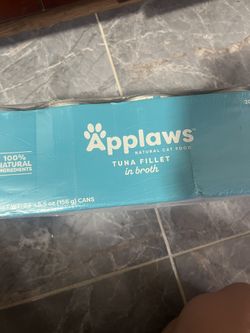 Applaws
NATURAL CAT FOOD
100%
NATURAL
INGREDIENTS
TUNA FILLET
in broth
5.5 oz (156 g) CANS